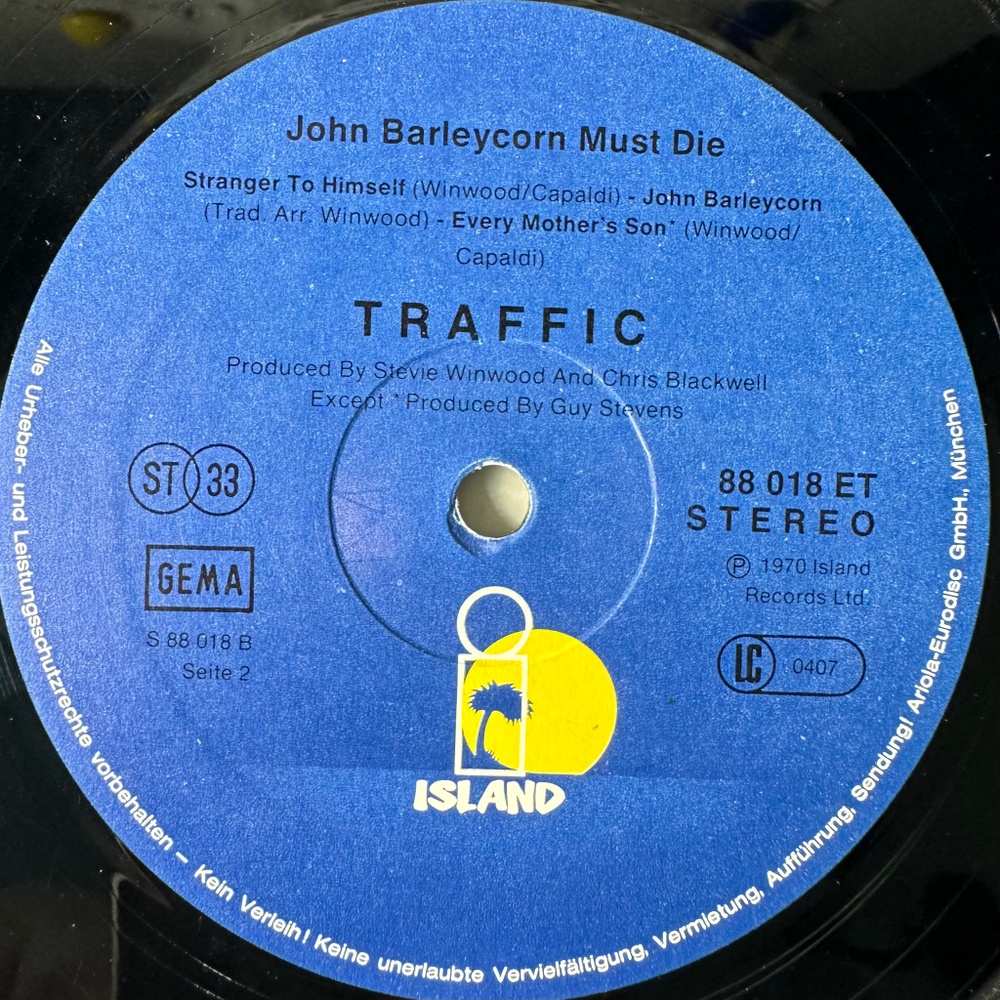 John Barleycorn Must Die
Stranger To Himself (Winwood/Capaldi) - John Barleycorn
(Trad. Arr. Winwood) - Every Mother's Son* (Winwood/
Capaldi)
TRAFFIC
Produced By Stevie Winwood And Chris Blackwell
Except * Produced By Guy Stevens
ST 33
GEMA
S 88 018 B
Seite 2
88 018 ET
STEREO
Ⓟ 1970 Island
Records Ltd.
LC 0407
ISLAND
Alle Urheber- und Leistungsschutzrechte vorbehalten – Kein Verleih! Keine unerlaubte Vervielfältigung, Vermietung, Aufführung, Sendung! Ariola-Eurodisc GmbH., München